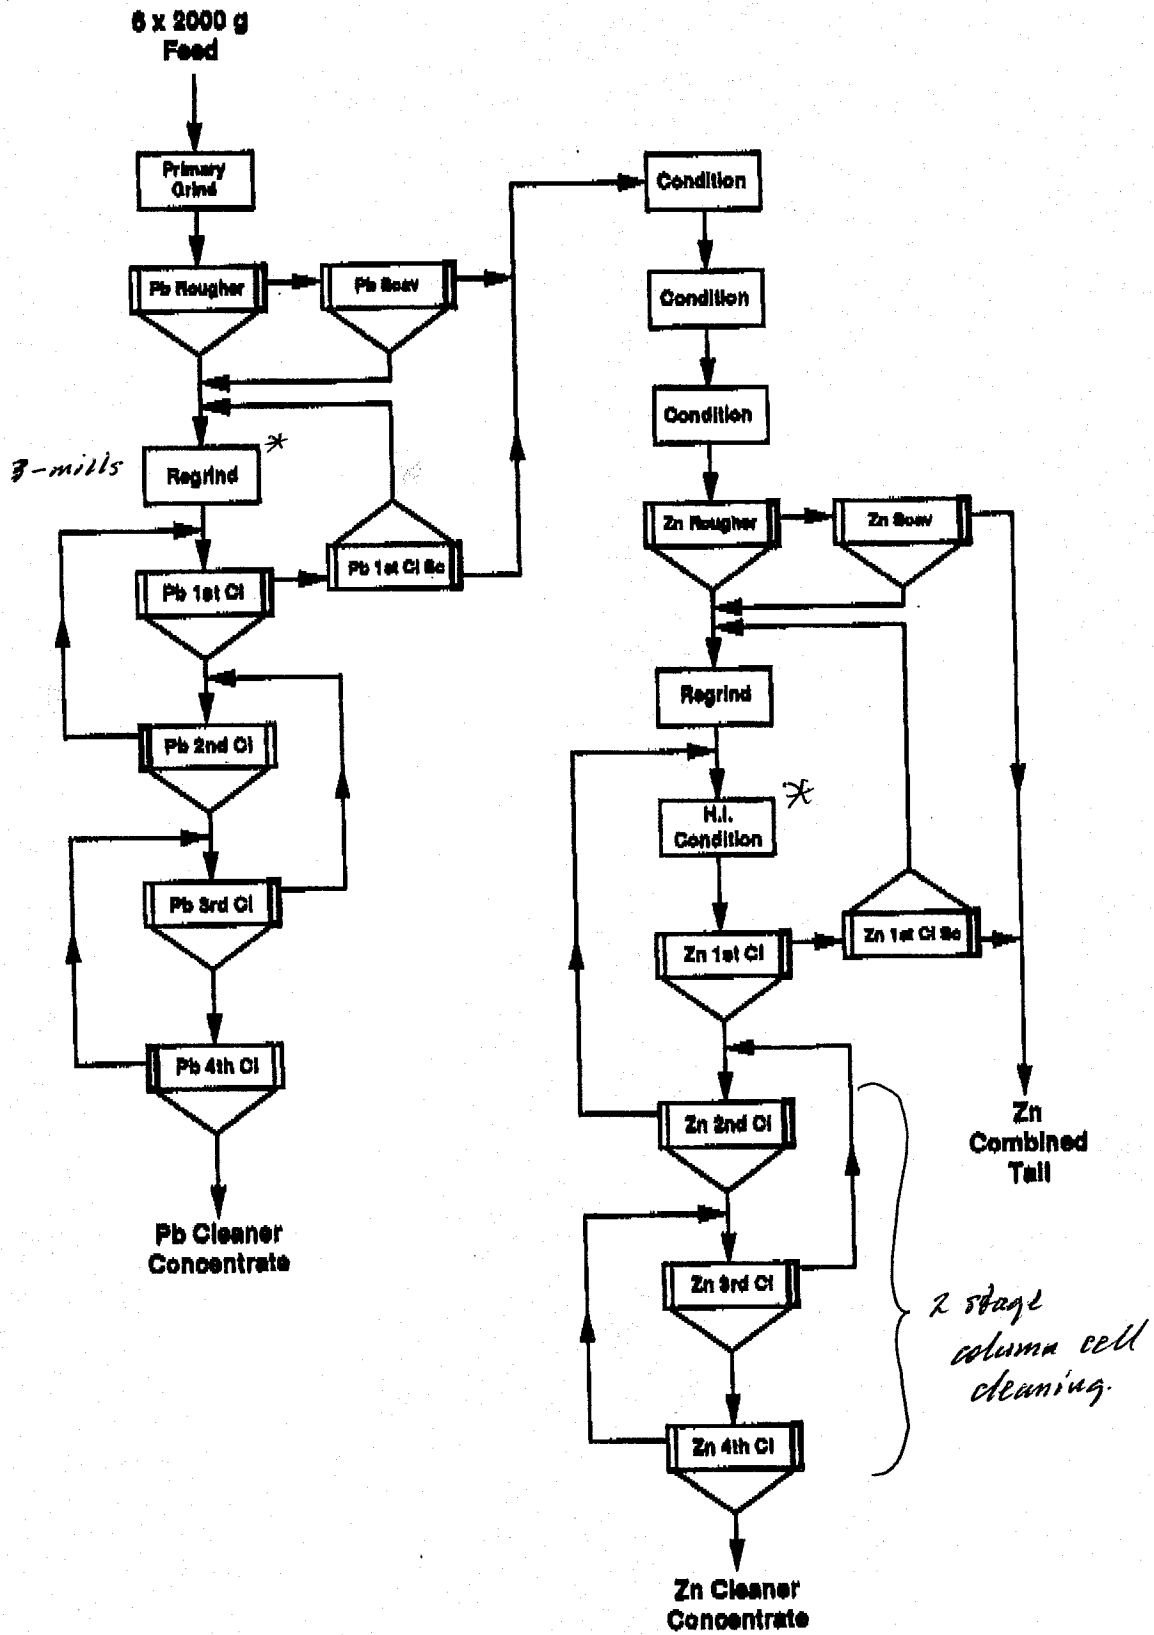 6 x 2000 g
Feed
Primary
Grind
Pb Rougher
Pb Scav
3-mills
Regrind
*
Pb 1st Cl
Pb 1st Cl Sc
Pb 2nd Cl
Pb 3rd Cl
Pb 4th Cl
Pb Cleaner
Concentrate
Condition
Condition
Condition
Zn Rougher
Zn Scav
Regrind
H.I.
Condition
*
Zn 1st Cl
Zn 1st Cl Sc
Zn 2nd Cl
Zn 3rd Cl
Zn 4th Cl
Zn
Combined
Tail
2 stage
column cell
cleaning.
Zn Cleaner
Concentrate